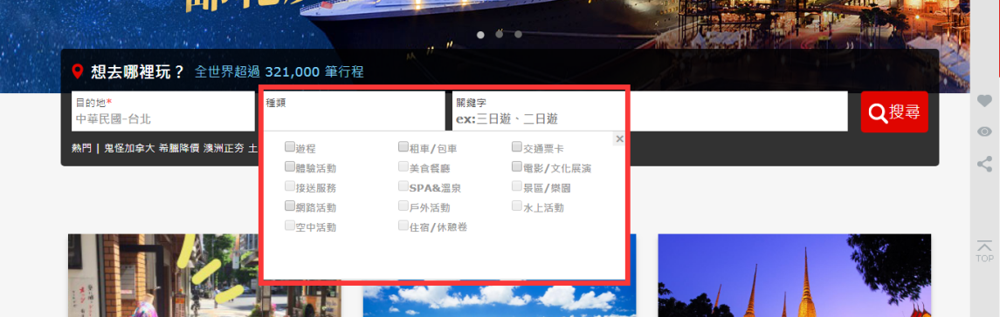 想去哪裡玩？ 全世界超過 321,000 筆行程
目的地*
中華民國-台北
種類
關鍵字
ex:三日遊、二日遊
搜尋
熱門 | 鬼怪加拿大 希臘降價 澳洲正夯 土
×
遊程 租車/包車 交通票卡
體驗活動 美食餐廳 電影/文化展演
接送服務 SPA&溫泉 景區/樂園
網路活動 戶外活動 水上活動
空中活動 住宿/休憩卷
TOP